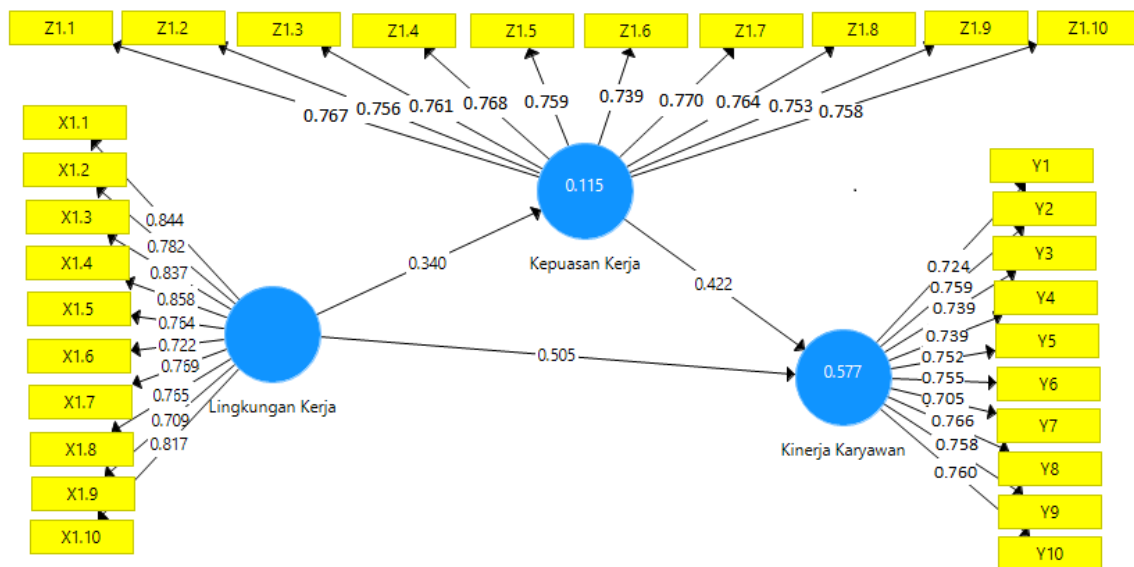 Z1.1
Z1.2
Z1.3
Z1.4
Z1.5
Z1.6
Z1.7
Z1.8
Z1.9
Z1.10
0.767
0.756
0.761
0.768
0.759
0.739
0.770
0.764
0.753
0.758
X1.1
X1.2
X1.3
X1.4
X1.5
X1.6
X1.7
X1.8
X1.9
X1.10
0.844
0.782
0.837
0.858
0.764
0.722
0.769
0.765
0.709
0.817
Lingkungan Kerja
0.340
0.115
Kepuasan Kerja
0.422
0.505
0.577
Kinerja Karyawan
0.724
0.759
0.739
0.739
0.752
0.755
0.705
0.766
0.758
0.760
Y1
Y2
Y3
Y4
Y5
Y6
Y7
Y8
Y9
Y10